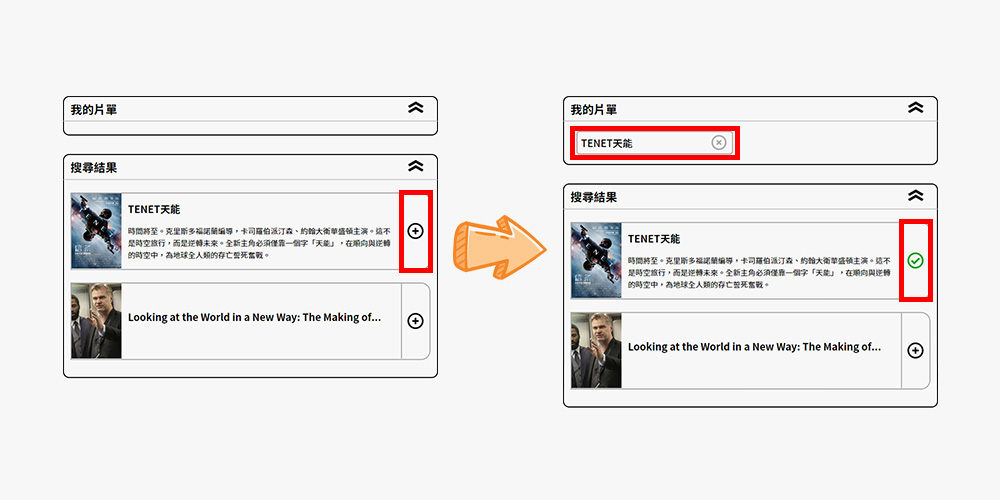 我的片單
搜尋結果
TENET天能
時間將至。克里斯多福諾蘭編導，卡司羅伯派汀森、約翰大衛華盛頓主演。這不
是時空旅行，而是逆轉未來。全新主角必須僅靠一個字「天能」，在順向與逆轉
的時空中，為地球全人類的存亡誓死奮戰。
Looking at the World in a New Way: The Making of...
我的片單
TENET天能
搜尋結果
TENET天能
時間將至。克里斯多福諾蘭編導，卡司羅伯派汀森、約翰大衛華盛頓主演。這不
是時空旅行，而是逆轉未來。全新主角必須僅靠一個字「天能」，在順向與逆轉
的時空中，為地球全人類的存亡誓死奮戰。
Looking at the World in a New Way: The Making of...